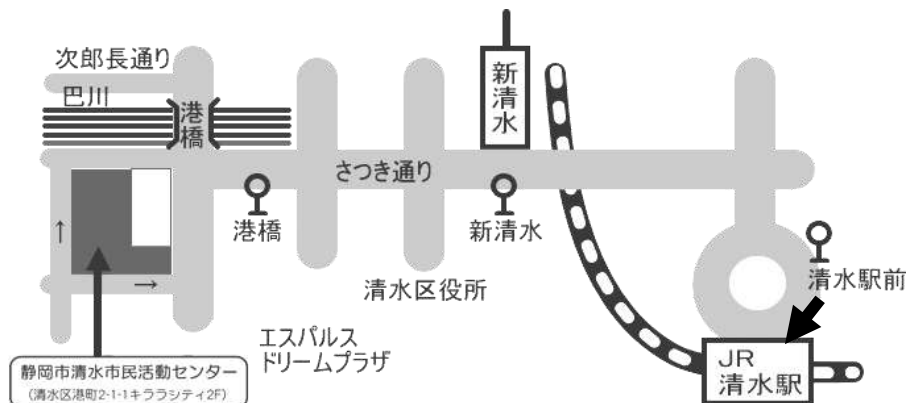 次郎長通り
巴川
港橋
新清水
さつき通り
港橋
新清水
清水駅前
清水区役所
エスパルス
ドリームプラザ
↑
→
静岡市清水市民活動センター
(清水区港町2-1-1キララシティ2F)
JR
清水駅